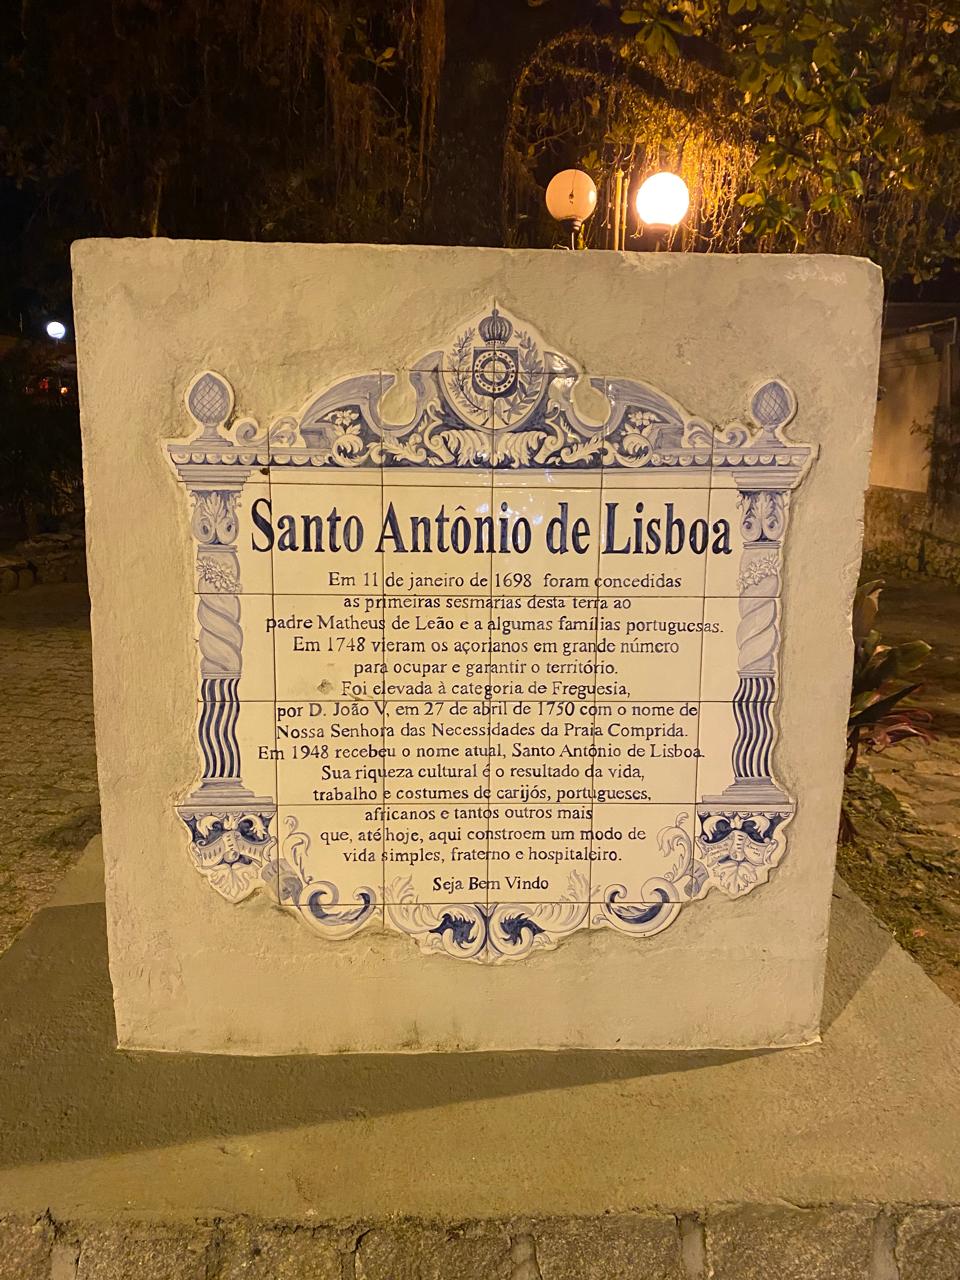 Santo Antônio de Lisboa
Em 11 de janeiro de 1698 foram concedidas
as primeiras sesmarias desta terra ao
padre Matheus de Leão e a algumas famílias portuguesas.
Em 1748 vieram os açorianos em grande número
para ocupar e garantir o território.
Foi elevada à categoria de Freguesia,
por D. João V, em 27 de abril de 1750 com o nome de
Nossa Senhora das Necessidades da Praia Comprida.
Em 1948 recebeu o nome atual, Santo Antônio de Lisboa.
Sua riqueza cultural é o resultado da vida,
trabalho e costumes de carijós, portugueses,
africanos e tantos outros mais
que, até hoje, aqui constroem um modo de
vida simples, fraterno e hospitaleiro.
Seja Bem Vindo